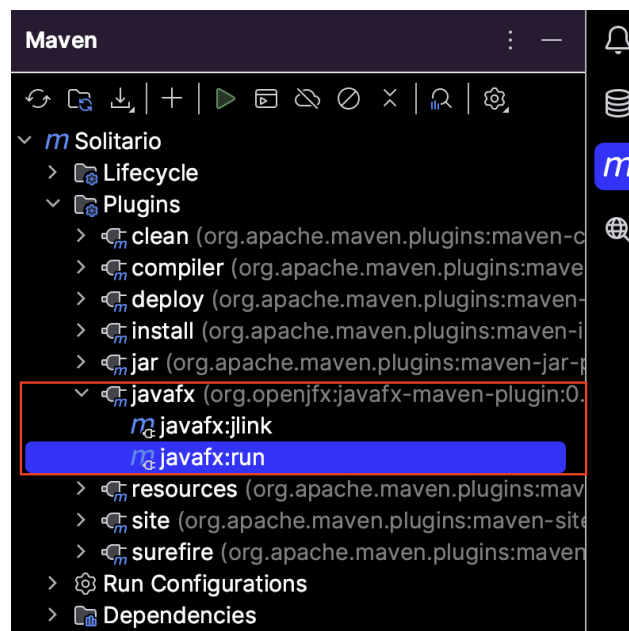 Maven
m Solitario
Lifecycle
Plugins
clean (org.apache.maven.plugins:maven-c
compiler (org.apache.maven.plugins:mave
deploy (org.apache.maven.plugins:maven-
install (org.apache.maven.plugins:maven-i
jar (org.apache.maven.plugins:maven-jar-p
javafx (org.openjfx:javafx-maven-plugin:0.
javafx:jlink
javafx:run
resources (org.apache.maven.plugins:mav
site (org.apache.maven.plugins:maven-site
surefire (org.apache.maven.plugins:maven
Run Configurations
Dependencies